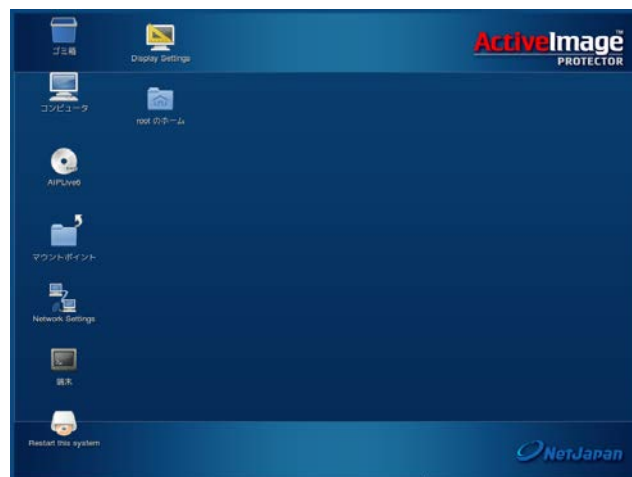 ゴミ箱
Display Settings
ActiveImage™
PROTECTOR
コンピュータ
root のホーム
AIPLive6
マウントポイント
Network Settings
端末
Restart this system
NetJapan